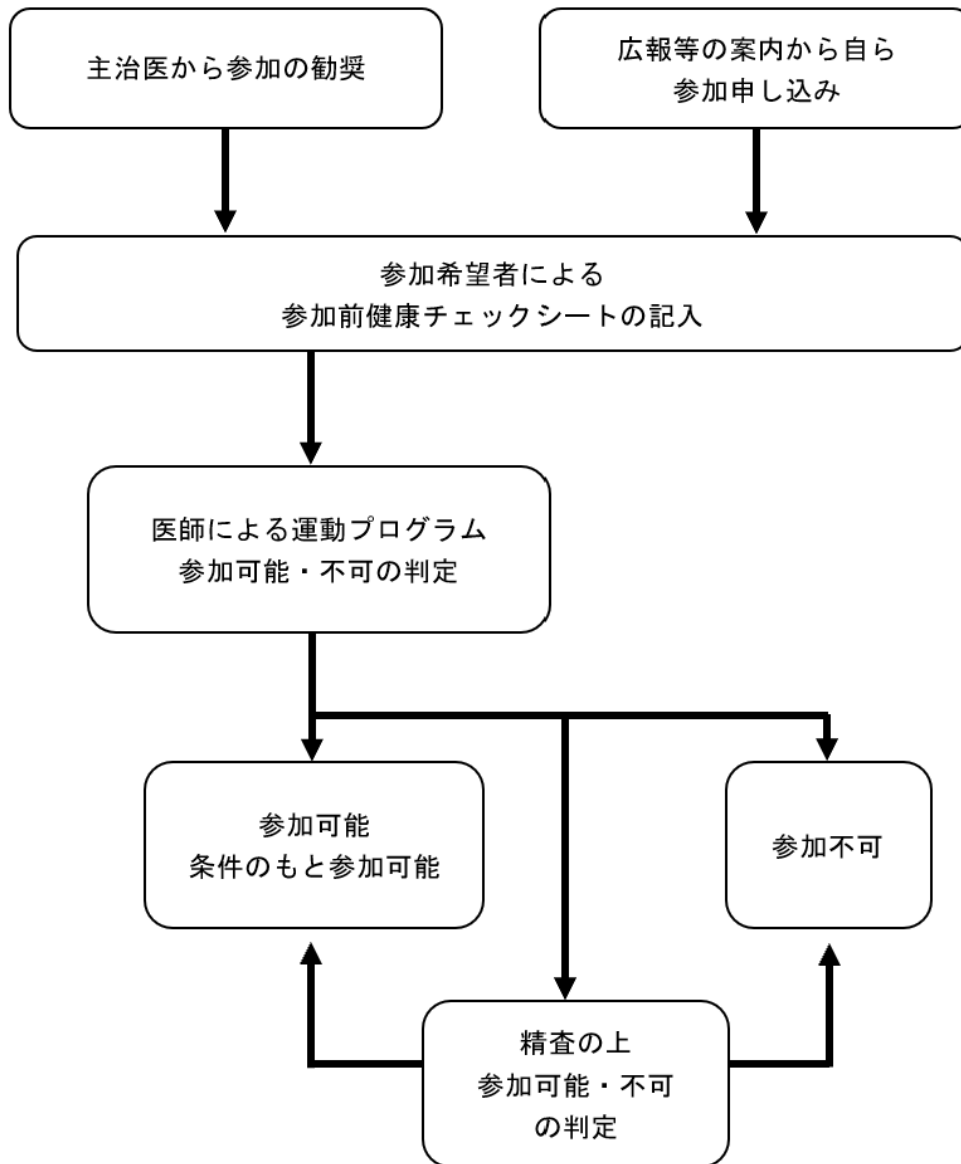 主治医から参加の勧奨
広報等の案内から自ら
参加申し込み
参加希望者による
参加前健康チェックシートの記入
医師による運動プログラム
参加可能・不可の判定
参加可能
条件のもと参加可能
参加不可
精査の上
参加可能・不可
の判定